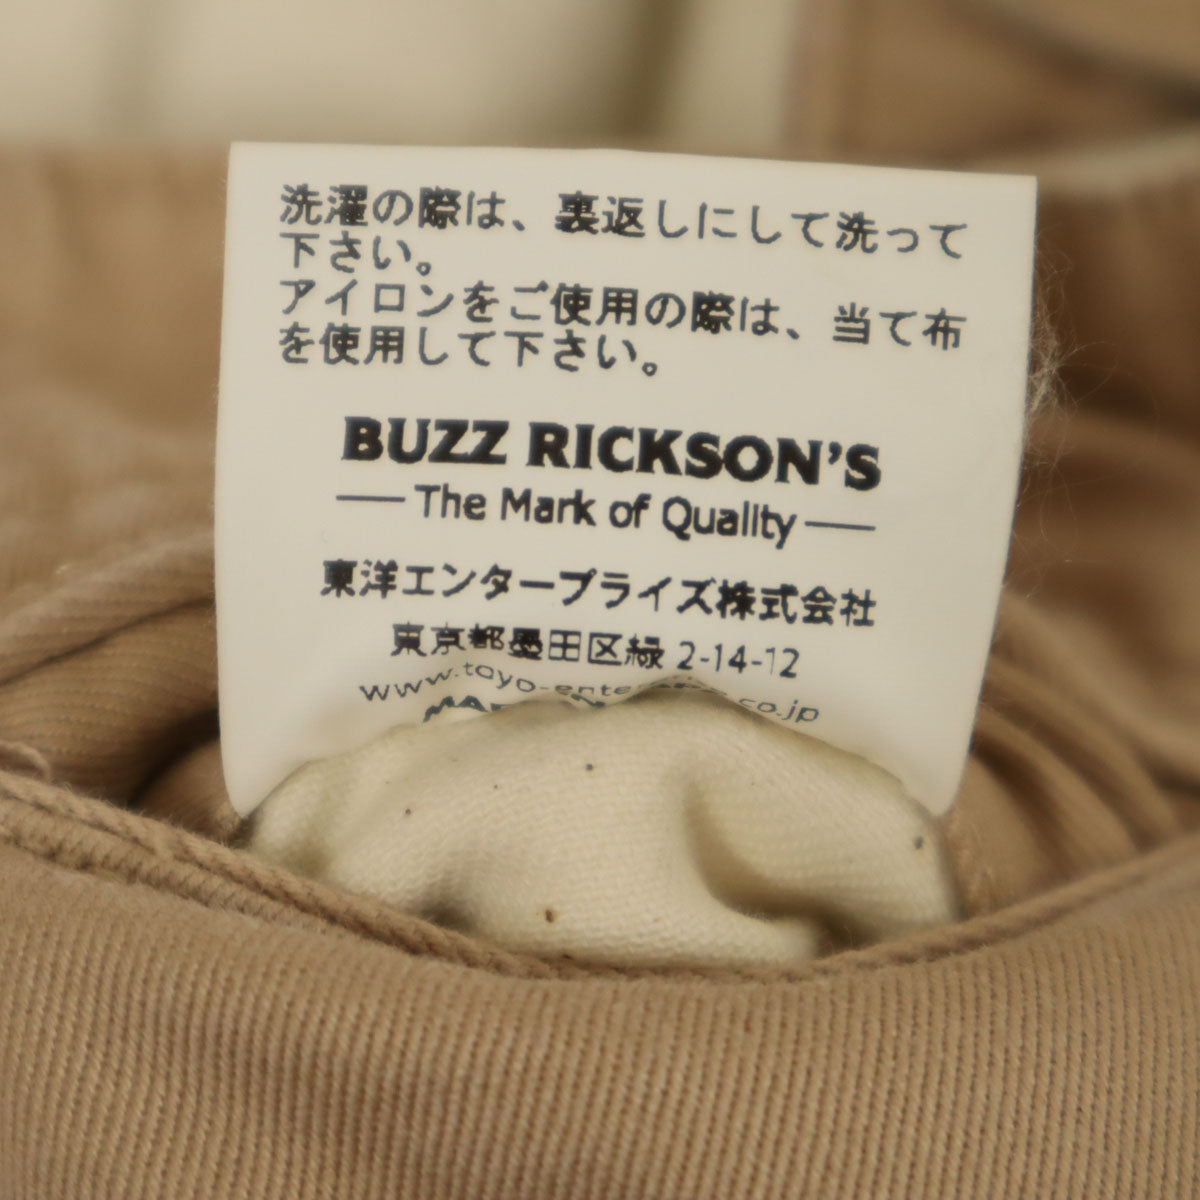 洗濯の際は、裏返しにして洗って
下さい。
アイロンをご使用の際は、当て布
を使用して下さい。
BUZZ RICKSON'S
The Mark of Quality
東洋エンタープライズ株式会社
東京都墨田区緑 2-14-12